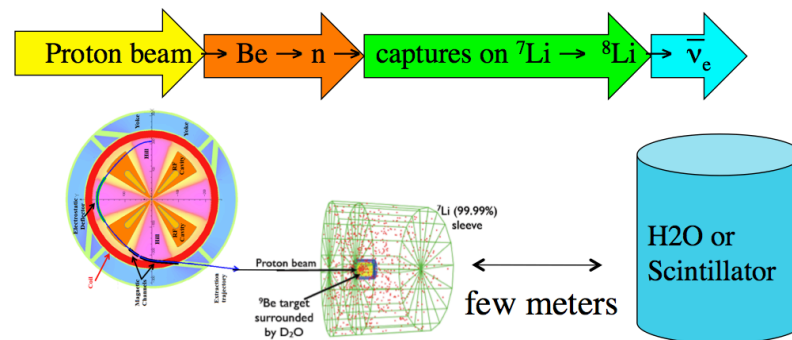 Proton beam → Be → n → captures on ⁷Li → ⁸Li → ν̅ₑ
Yoke
Yoke
Hill
RF Cavity
RF Cavity
Hill
Electrostatic Deflector
Coil
Magnetic Channels
Extraction trajectory
Proton beam
⁹Be target
surrounded
by D₂O
⁷Li (99.99%)
sleeve
few meters
H2O or
Scintillator